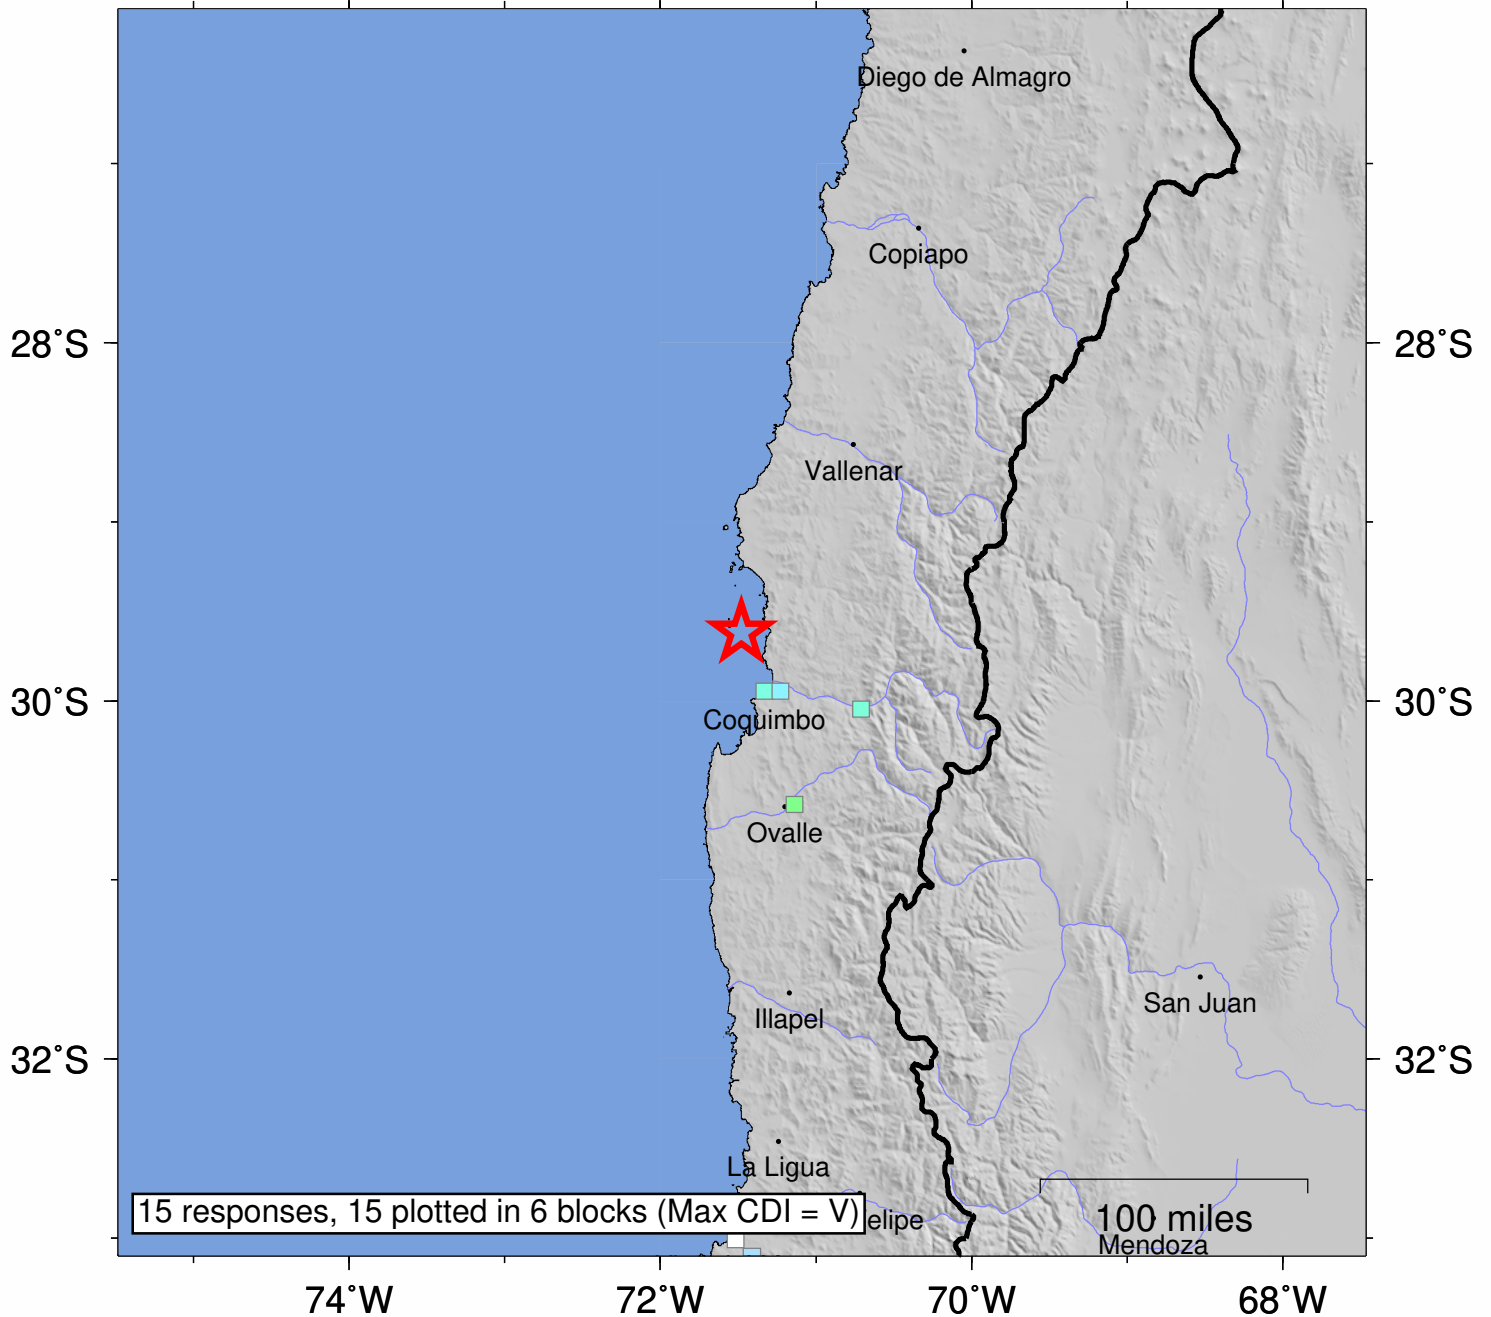 Diego de Almagro
Copiapo
28˚S
28˚S
Vallenar
30˚S
30˚S
Coquimbo
Ovalle
San Juan
Illapel
32˚S
32˚S
La Ligua
15 responses, 15 plotted in 6 blocks (Max CDI = V)
elipe
100 miles
Mendoza
74˚W
72˚W
70˚W
68˚W